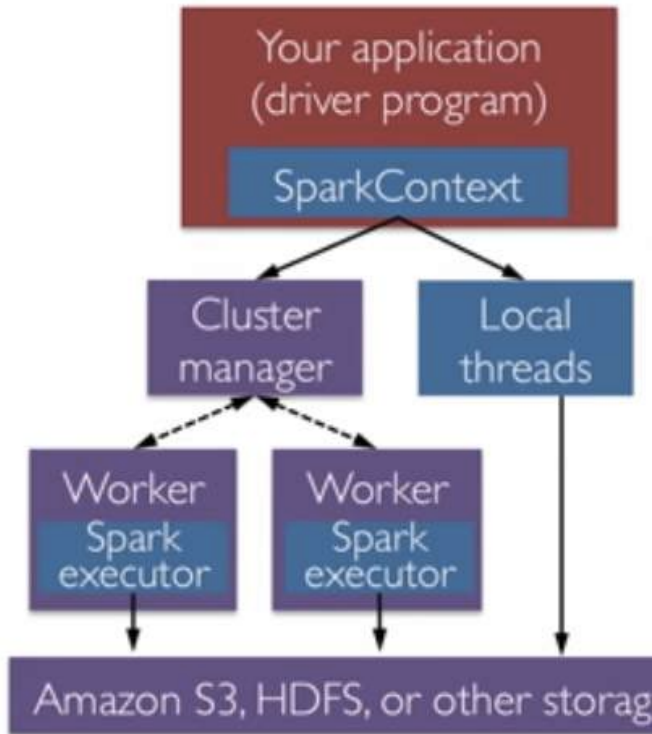 Your application
(driver program)
SparkContext
Cluster
manager
Local
threads
Worker
Spark
executor
Worker
Spark
executor
Amazon S3, HDFS, or other storag